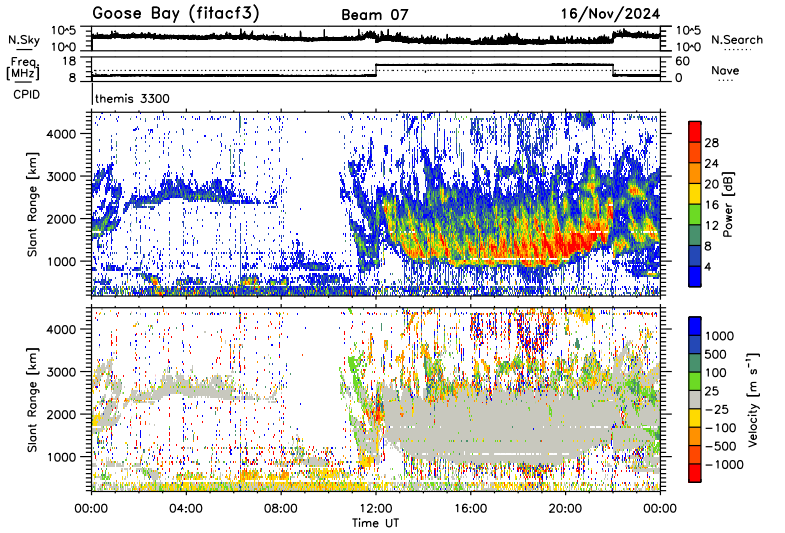 Goose Bay (fitacf3) Beam 07 16/Nov/2024
N.Sky 10^5 10^0 10^5 10^0 N.Search
Freq. [MHz] 18 8 60 0 Nave
CPID themis 3300
Slant Range [km] 4000 3000 2000 1000
Power [dB] 28 24 20 16 12 8 4
Slant Range [km] 4000 3000 2000 1000
Velocity [m s⁻¹] 1000 500 100 25 −25 −100 −500 −1000
00:00 04:00 08:00 12:00 16:00 20:00 00:00
Time UT